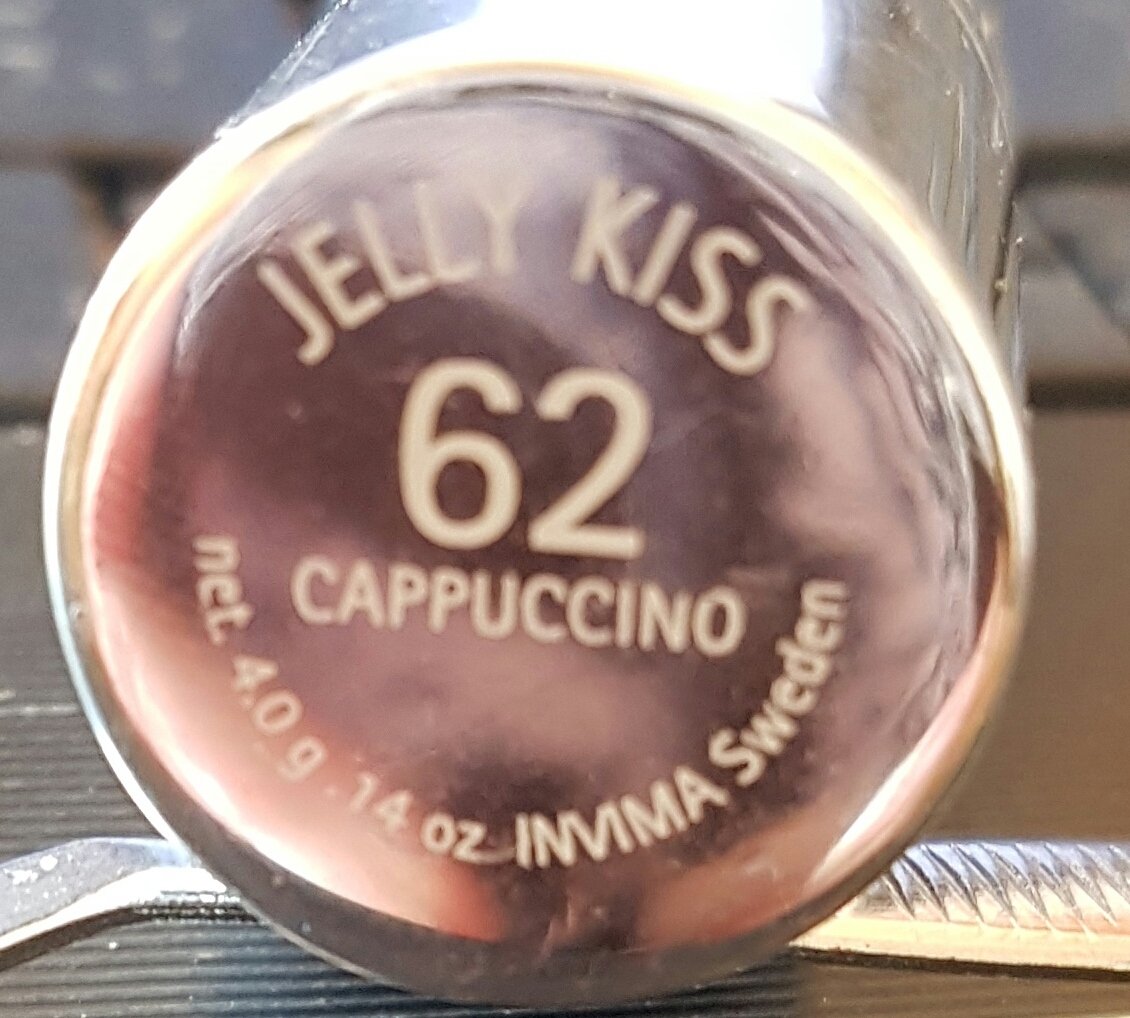 JELLY KISS
62
CAPPUCCINO
net. 4.0 g .14 oz INVIMA Sweden